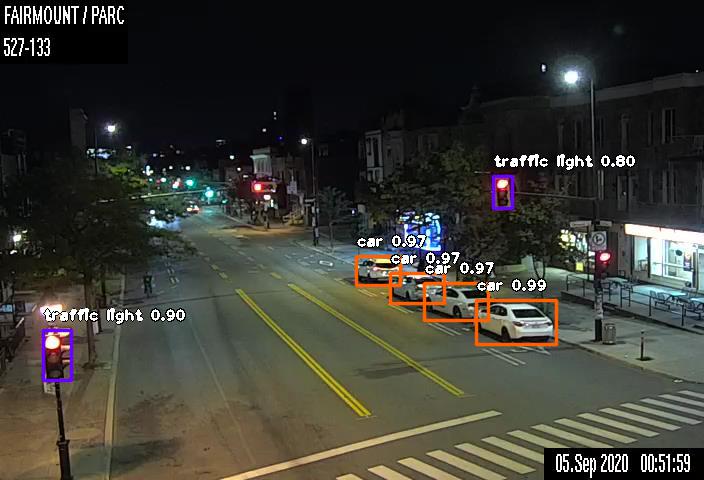 FAIRMOUNT / PARC
527-133
traffic light 0.80
car 0.97
car 0.97
car 0.97
car 0.99
traffic light 0.90
05.Sep 2020 00:51:59